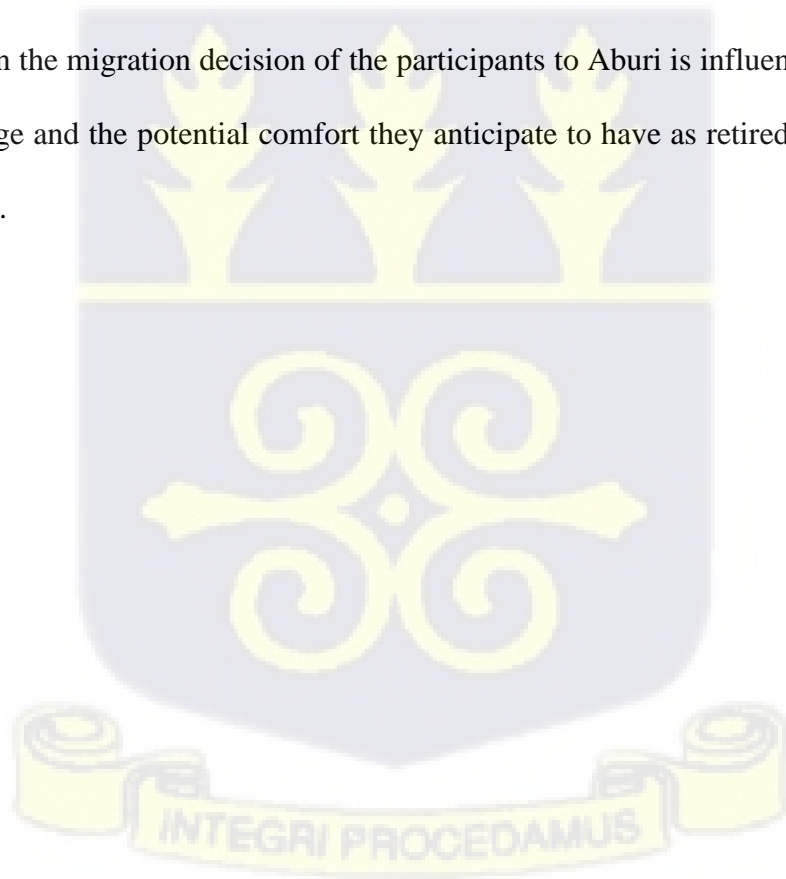 n the migration decision of the participants to Aburi is influen
ge and the potential comfort they anticipate to have as retired
.
INTEGRI PROCEDAMUS